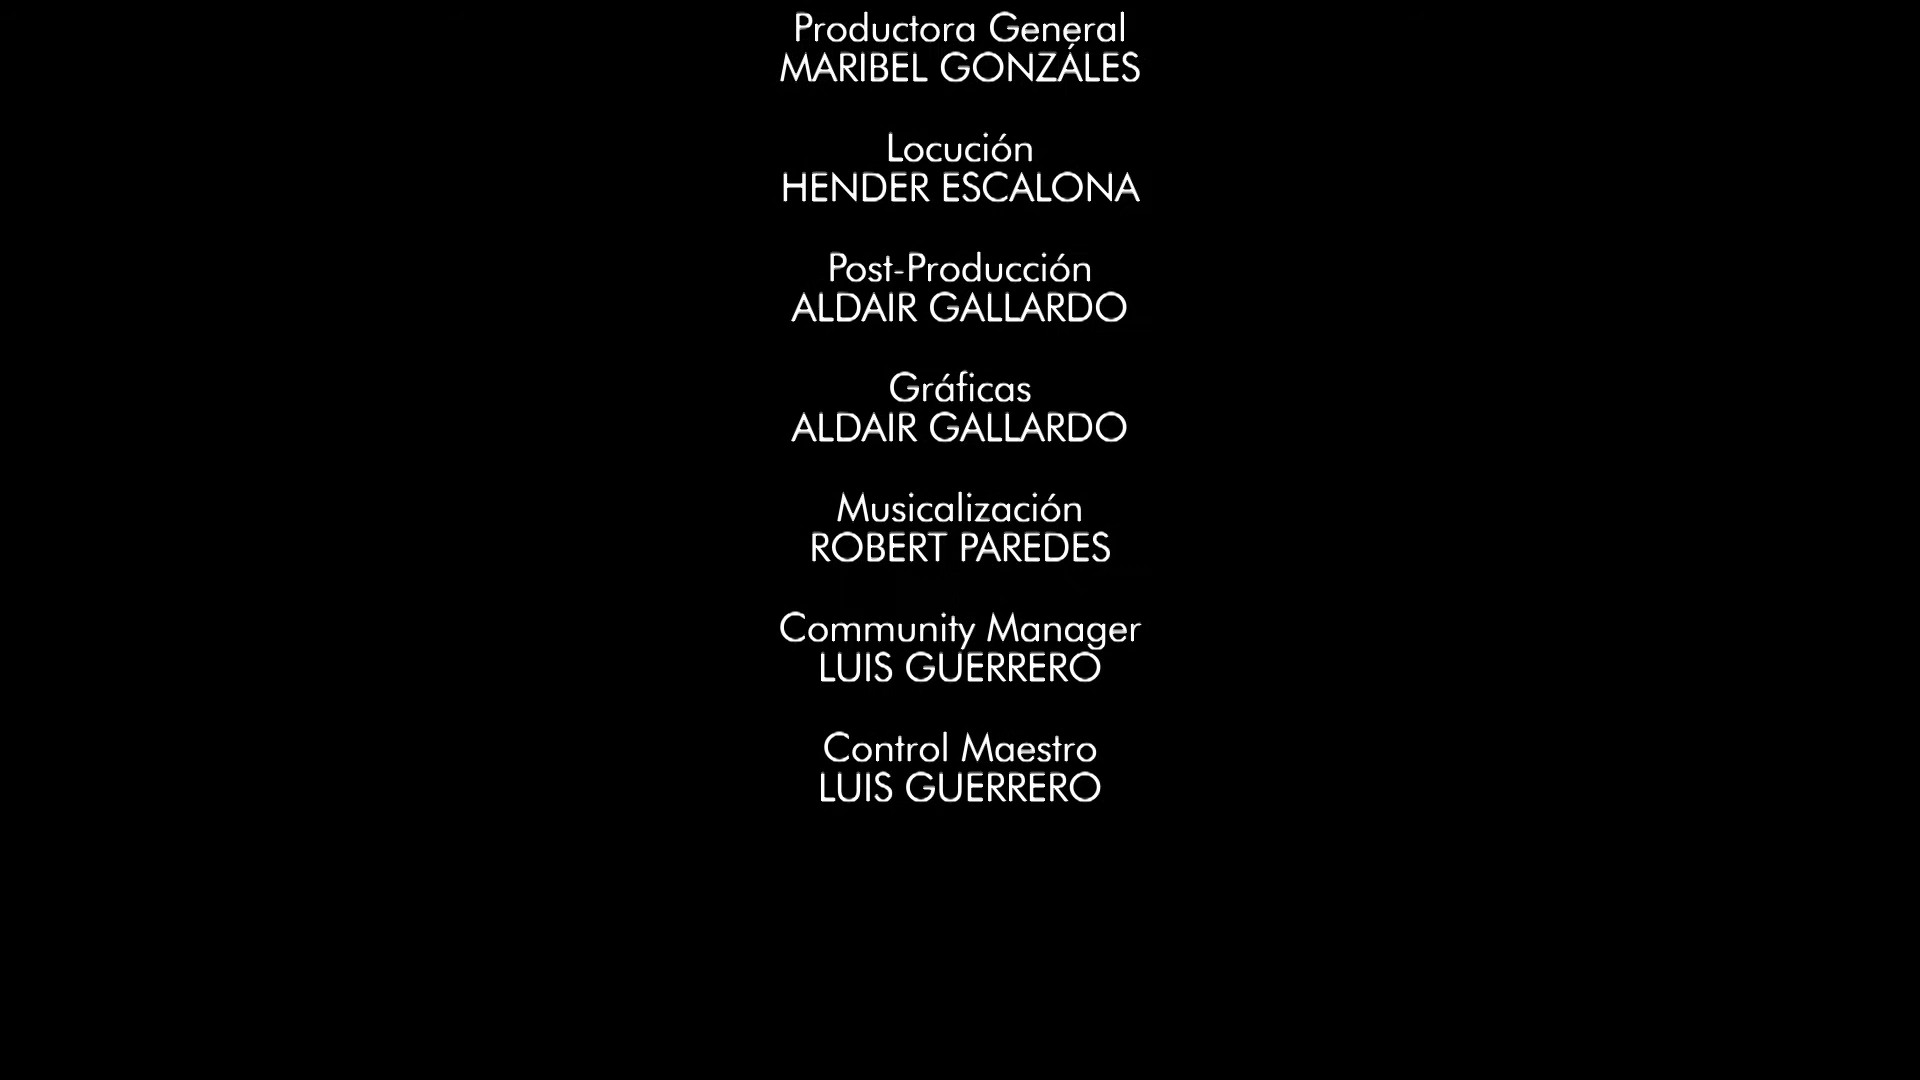 Productora General
MARIBEL GONZÁLES
Locución
HENDER ESCALONA
Post-Producción
ALDAIR GALLARDO
Gráficas
ALDAIR GALLARDO
Musicalización
ROBERT PAREDES
Community Manager
LUIS GUERRERO
Control Maestro
LUIS GUERRERO